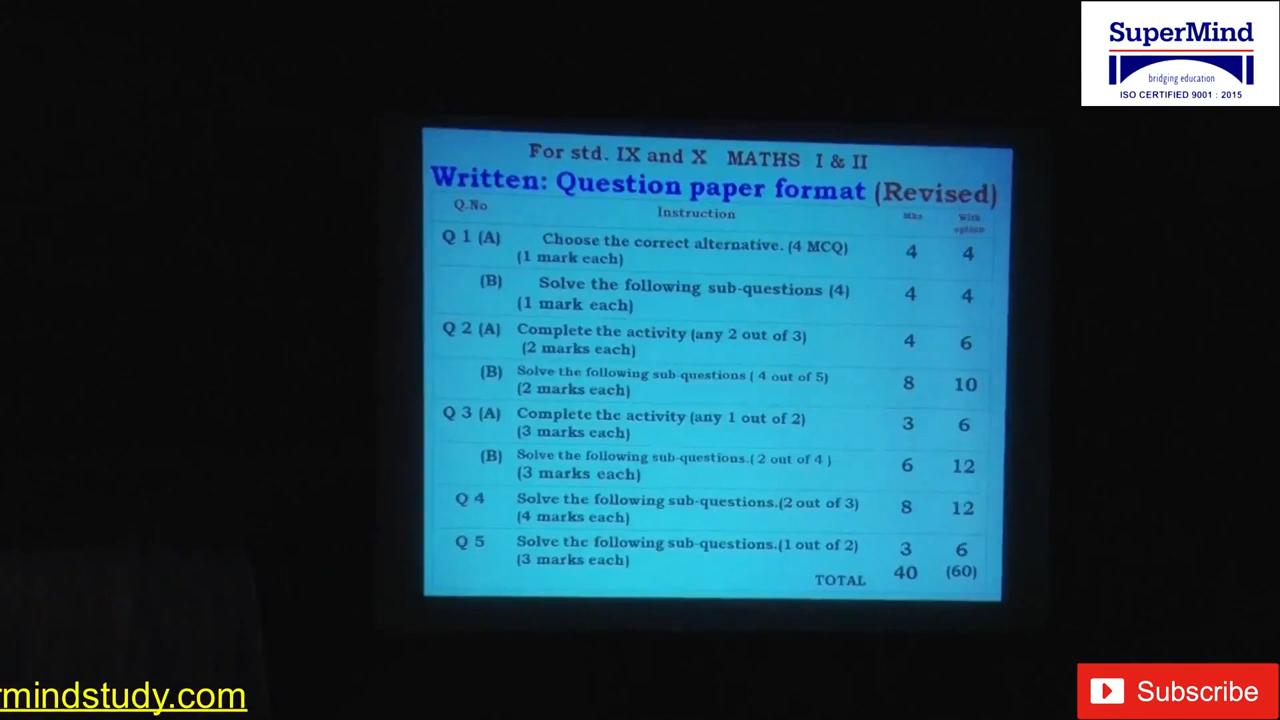 SuperMind
bridging education
ISO CERTIFIED 9001 : 2015
For std. IX and X MATHS I & II
Written: Question paper format (Revised)
Q.No Instruction Mks With option
Q 1 (A) Choose the correct alternative. (4 MCQ) 4 4
(1 mark each)
(B) Solve the following sub-questions (4) 4 4
(1 mark each)
Q 2 (A) Complete the activity (any 2 out of 3) 4 6
(2 marks each)
(B) Solve the following sub-questions ( 4 out of 5) 8 10
(2 marks each)
Q 3 (A) Complete the activity (any 1 out of 2) 3 6
(3 marks each)
(B) Solve the following sub-questions.( 2 out of 4 ) 6 12
(3 marks each)
Q 4 Solve the following sub-questions.(2 out of 3) 8 12
(4 marks each)
Q 5 Solve the following sub-questions.(1 out of 2) 3 6
(3 marks each)
TOTAL 40 (60)
rmindstudy.com
Subscribe